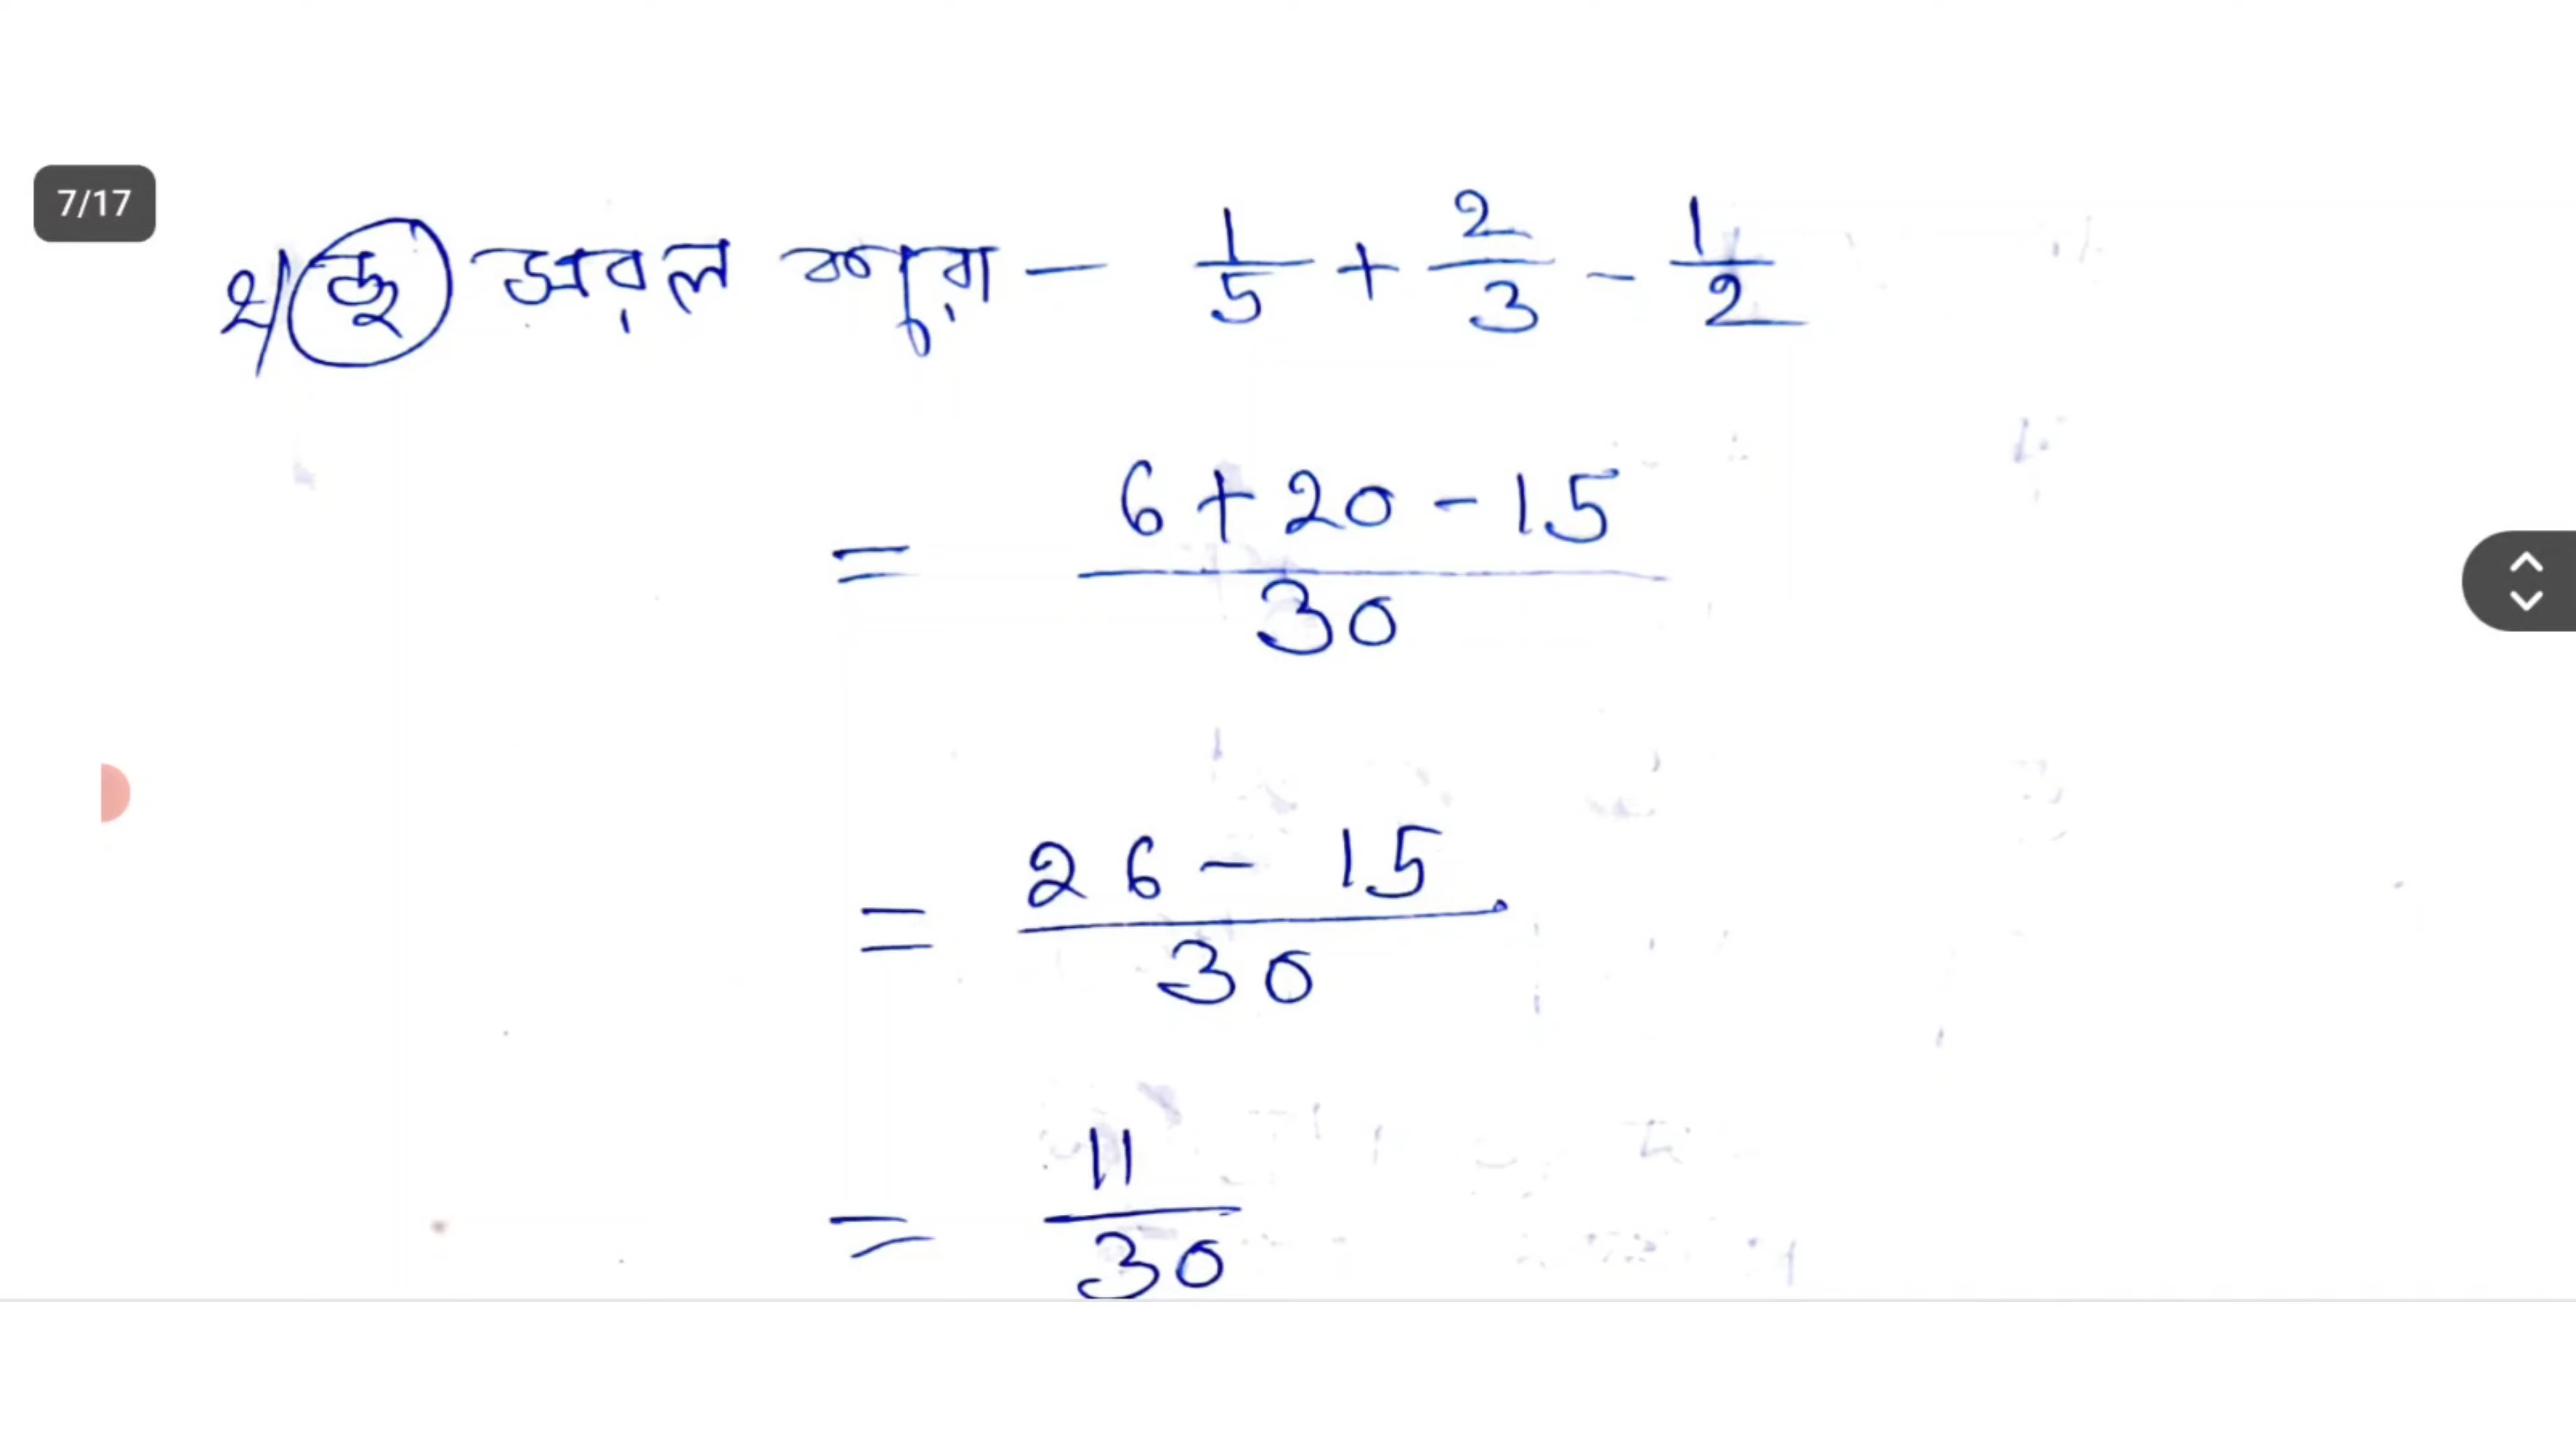 7/17
২/ ঙ সরল করো - 1/5 + 2/3 - 1/2
= (6 + 20 - 15)/30
= (26 - 15)/30
= 11/30